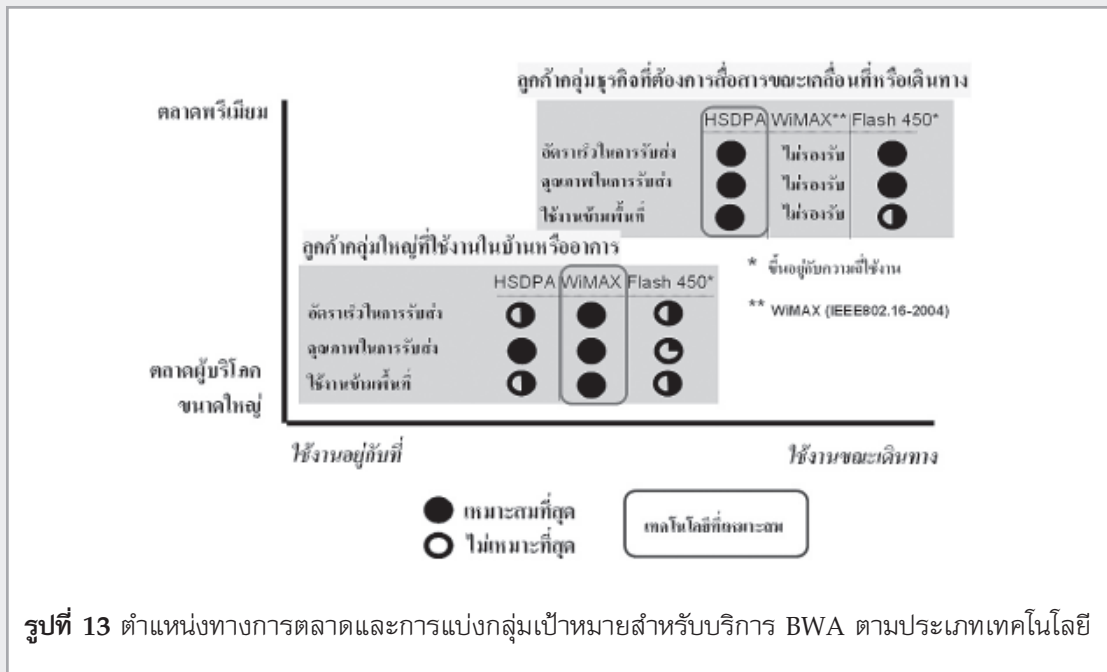 ลูกค้ากลุ่มธุรกิจที่ต้องการสื่อสารขณะเคลื่อนที่หรือเดินทาง
ตลาดพรีเมียม
HSDPA WiMAX** Flash 450*
อัตราเร็วในการรับส่ง ไม่รองรับ
คุณภาพในการรับส่ง ไม่รองรับ
ใช้งานข้ามพื้นที่ ไม่รองรับ
ลูกค้ากลุ่มใหญ่ที่ใช้งานในบ้านหรืออาคาร
* ขึ้นอยู่กับความถี่ใช้งาน
HSDPA WiMAX Flash 450*
** WiMAX (IEEE802.16-2004)
อัตราเร็วในการรับส่ง
คุณภาพในการรับส่ง
ใช้งานข้ามพื้นที่
ตลาดผู้บริโภค
ขนาดใหญ่
ใช้งานอยู่กับที่ ใช้งานขณะเดินทาง
เหมาะสมที่สุด
ไม่เหมาะที่สุด
เทคโนโลยีที่เหมาะสม
รูปที่ 13 ตำแหน่งทางการตลาดและการแบ่งกลุ่มเป้าหมายสำหรับบริการ BWA ตามประเภทเทคโนโลยี